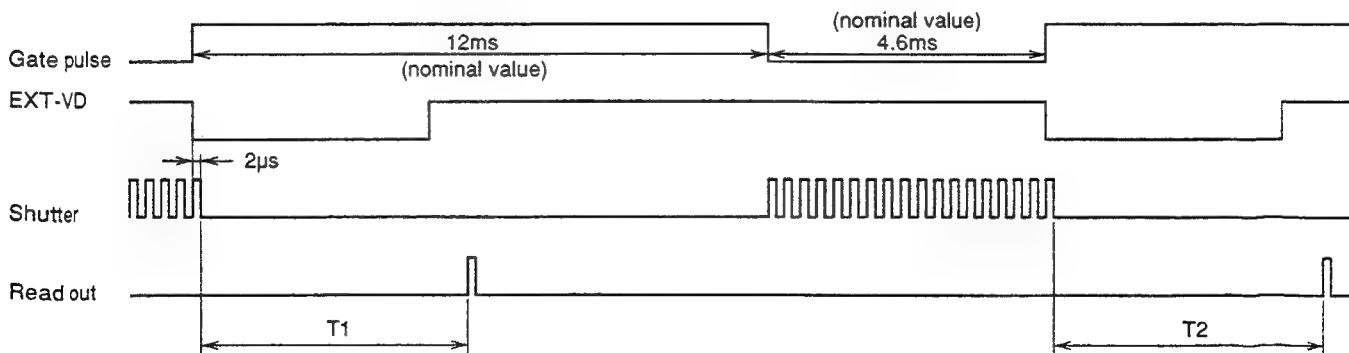 (nominal value)
12ms
4.6ms
Gate pulse
(nominal value)
EXT-VD
2μs
Shutter
Read out
T1
T2